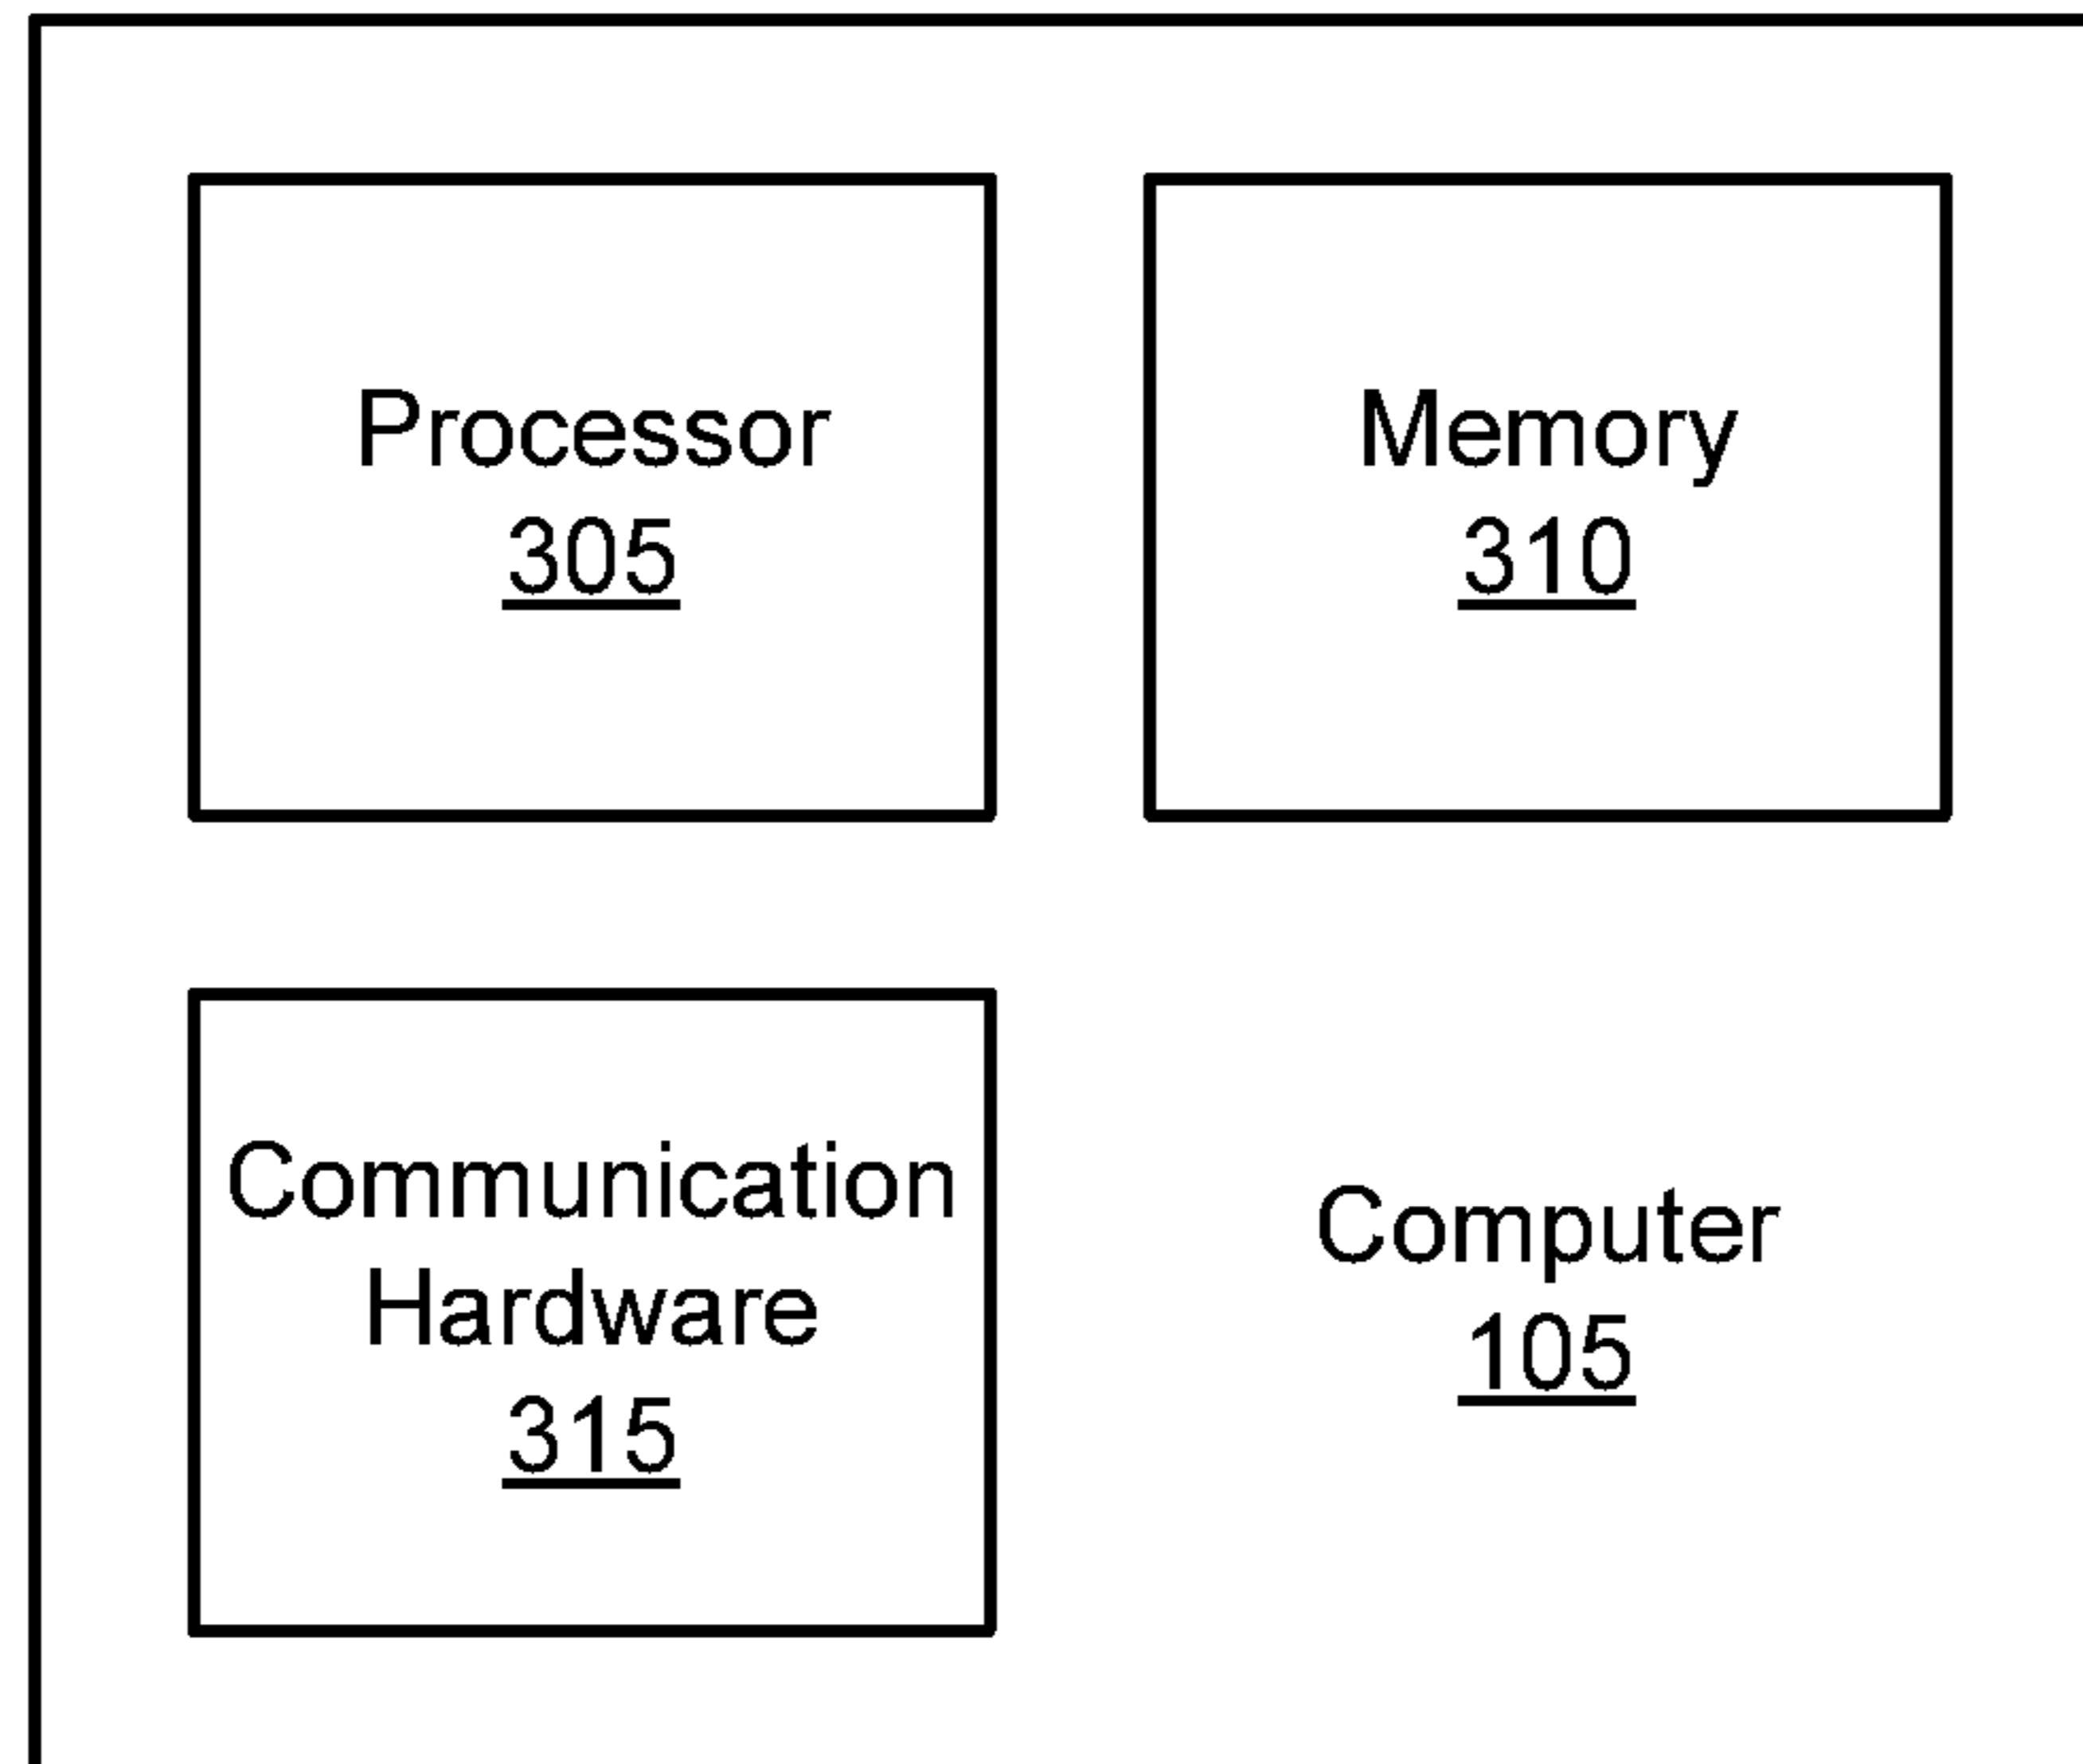 Processor
305
Memory
310
Communication
Hardware
315
Computer
105